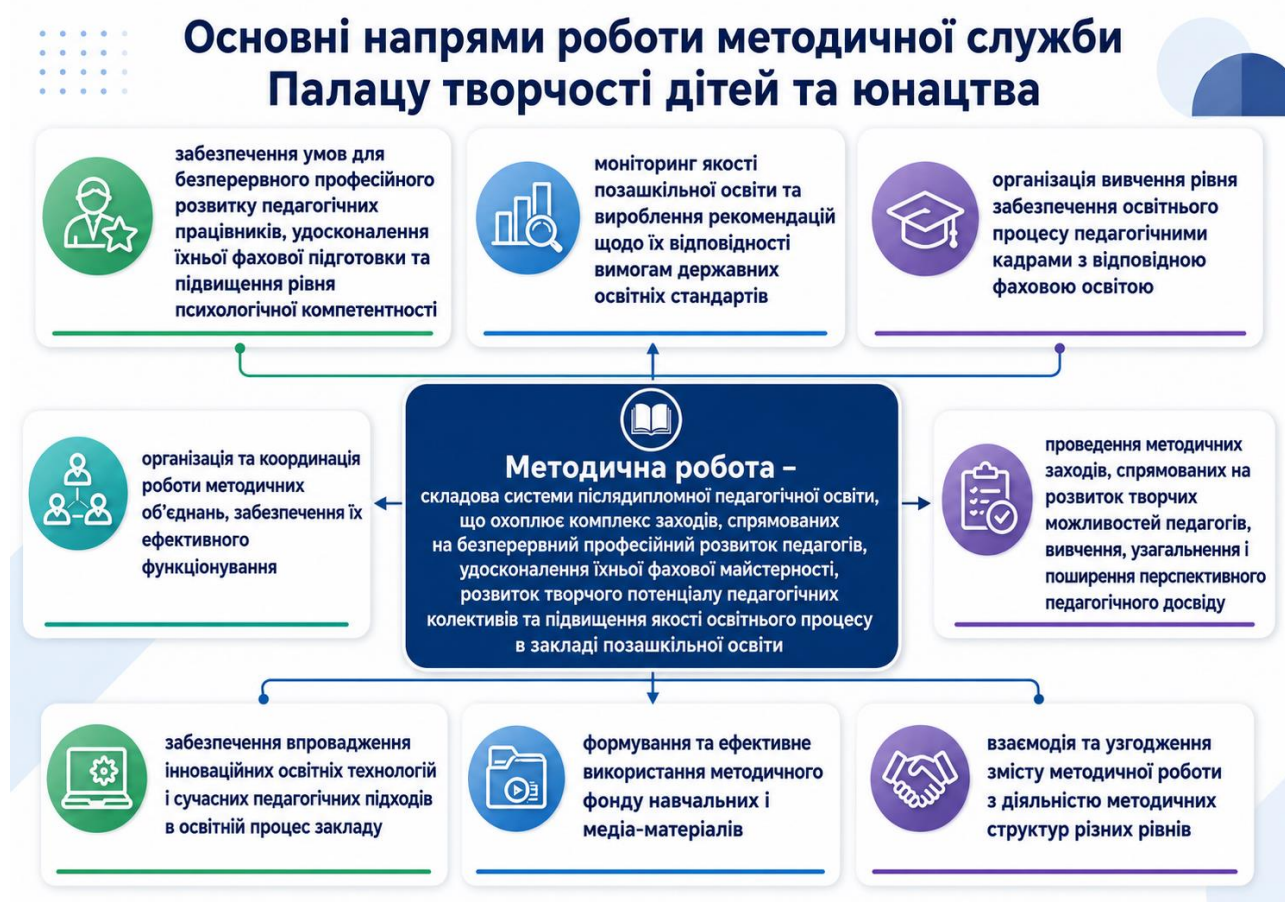 Основні напрями роботи методичної служби
Палацу творчості дітей та юнацтва
забезпечення умов для
безперервного професійного
розвитку педагогічних
працівників, удосконалення
їхньої фахової підготовки та
підвищення рівня
психологічної компетентності
моніторинг якості
позашкільної освіти та
вироблення рекомендацій
щодо їх відповідності
вимогам державних
освітніх стандартів
організація вивчення рівня
забезпечення освітнього
процесу педагогічними
кадрами з відповідною
фаховою освітою
організація та координація
роботи методичних
об’єднань, забезпечення їх
ефективного
функціонування
Методична робота –
складова системи післядипломної педагогічної освіти,
що охоплює комплекс заходів, спрямованих
на безперервний професійний розвиток педагогів,
удосконалення їхньої фахової майстерності,
розвиток творчого потенціалу педагогічних
колективів та підвищення якості освітнього процесу
в закладі позашкільної освіти
проведення методичних
заходів, спрямованих на
розвиток творчих
можливостей педагогів,
вивчення, узагальнення і
поширення перспективного
педагогічного досвіду
забезпечення впровадження
інноваційних освітніх технологій
і сучасних педагогічних підходів
в освітній процес закладу
формування та ефективне
використання методичного
фонду навчальних і
медіа-матеріалів
взаємодія та узгодження
змісту методичної роботи
з діяльністю методичних
структур різних рівнів